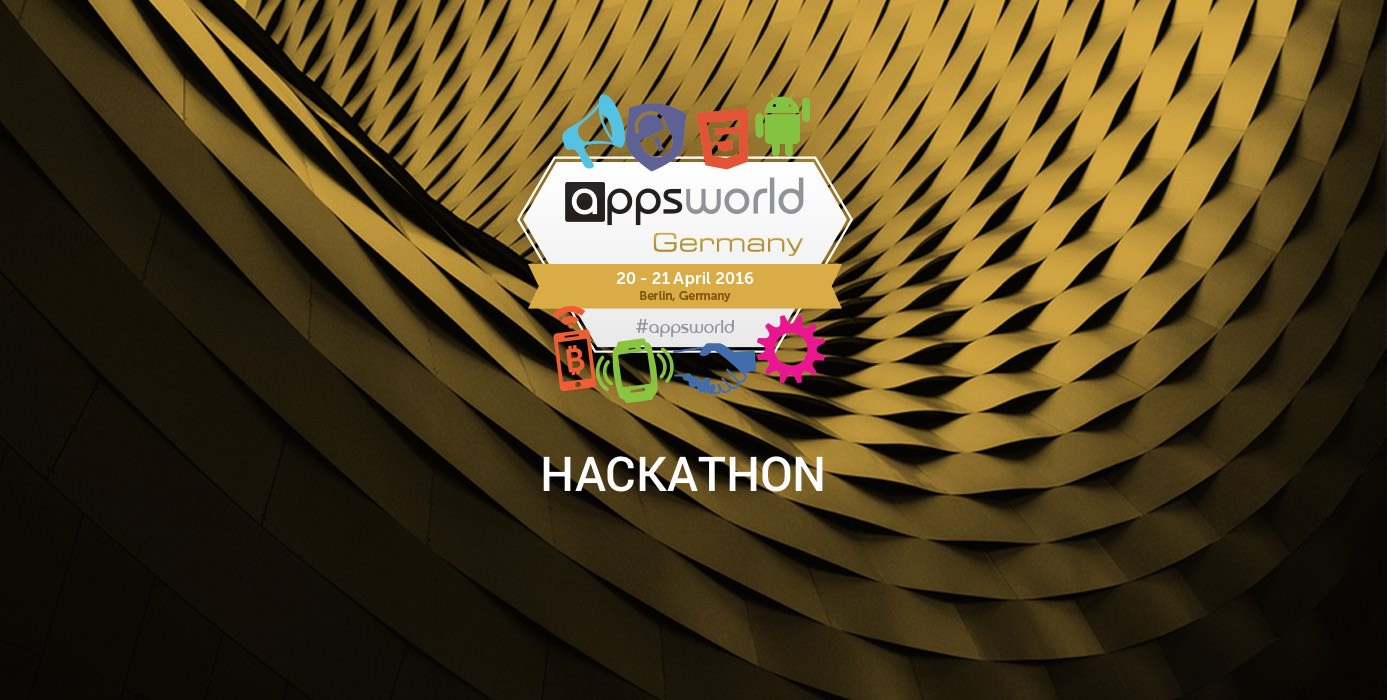 appsworld
Germany
20 - 21 April 2016
Berlin, Germany
#appsworld
HACKATHON